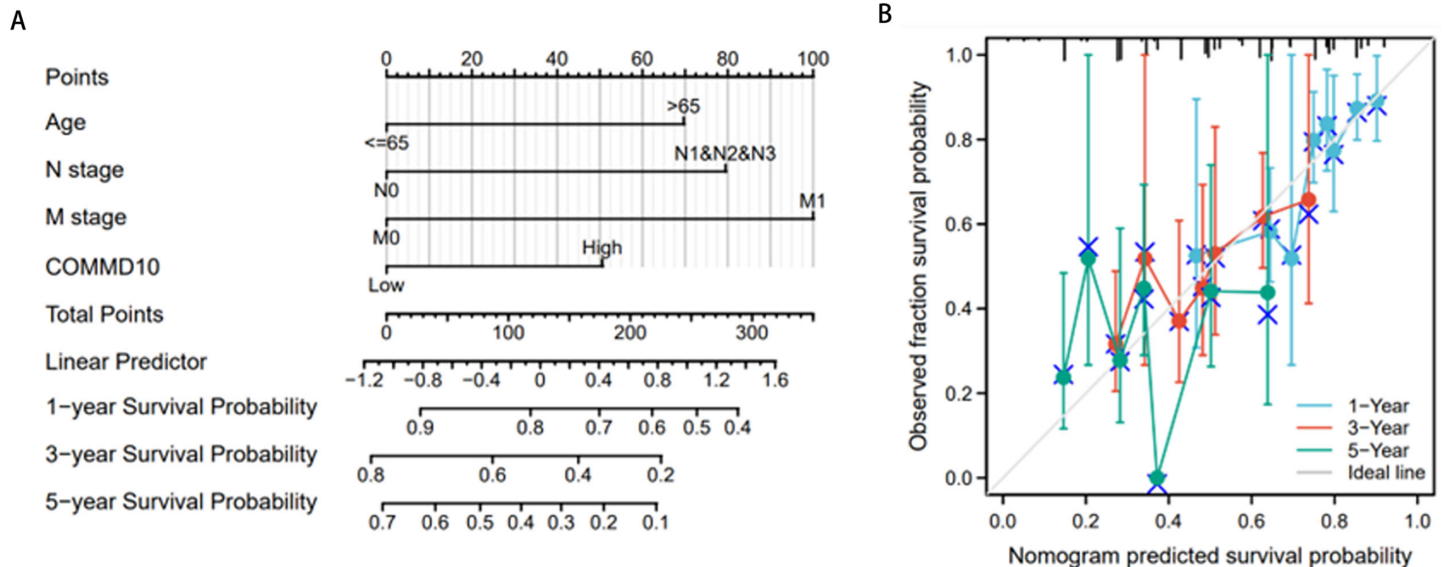 A
Points
0 20 40 60 80 100
Age
<=65
>65
N stage
N0
N1&N2&N3
M stage
M0
M1
COMMD10
Low
High
Total Points
0 100 200 300
Linear Predictor
−1.2 −0.8 −0.4 0 0.4 0.8 1.2 1.6
1−year Survival Probability
0.9 0.8 0.7 0.6 0.5 0.4
3−year Survival Probability
0.8 0.6 0.4 0.2
5−year Survival Probability
0.7 0.6 0.5 0.4 0.3 0.2 0.1
B
Observed fraction survival probability
1.0
0.8
0.6
0.4
0.2
0.0
1−Year
3−Year
5−Year
Ideal line
0.0 0.2 0.4 0.6 0.8 1.0
Nomogram predicted survival probability